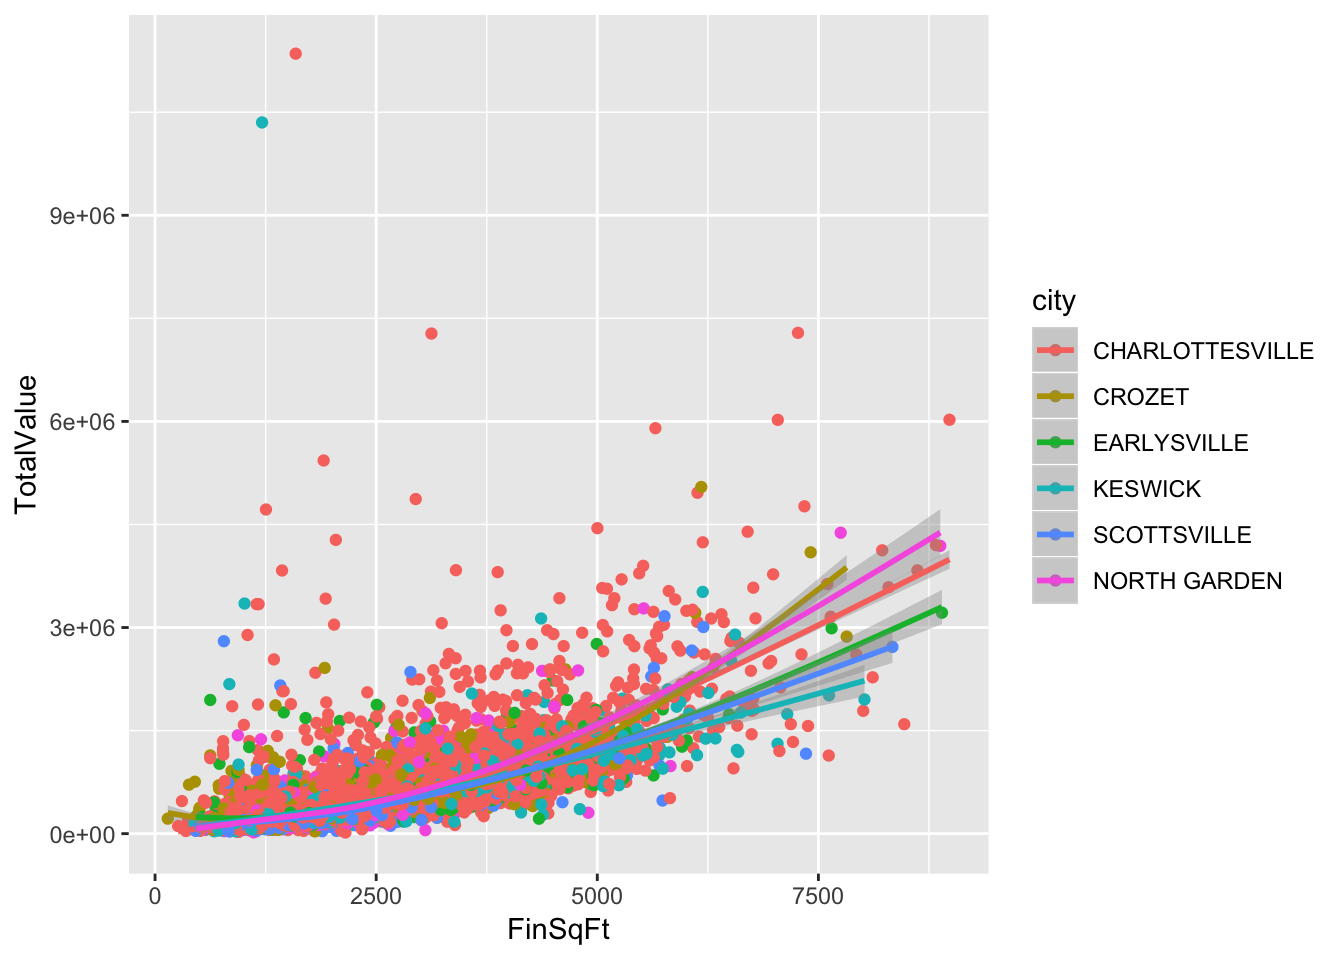 9e+06
6e+06
3e+06
0e+00
TotalValue
0
2500
5000
7500
FinSqFt
city
CHARLOTTESVILLE
CROZET
EARLYSVILLE
KESWICK
SCOTTSVILLE
NORTH GARDEN